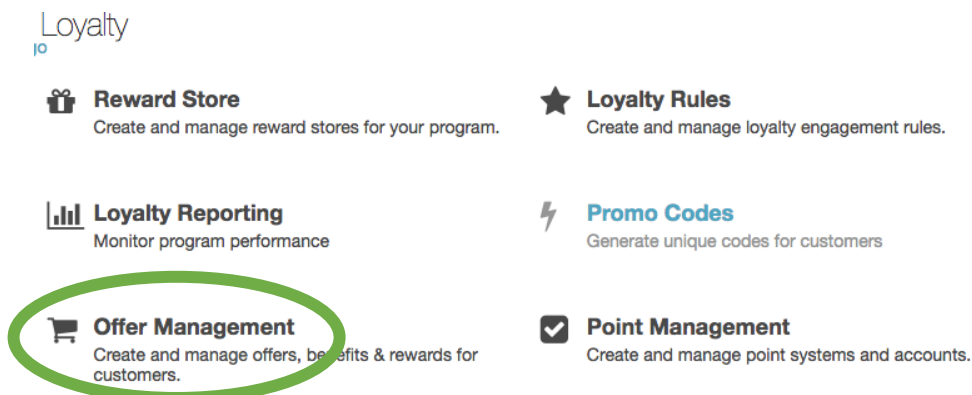 Loyalty
go
Reward Store
Create and manage reward stores for your program.
Loyalty Rules
Create and manage loyalty engagement rules.
Loyalty Reporting
Monitor program performance
Promo Codes
Generate unique codes for customers
Offer Management
Create and manage offers, benefits & rewards for
customers.
Point Management
Create and manage point systems and accounts.